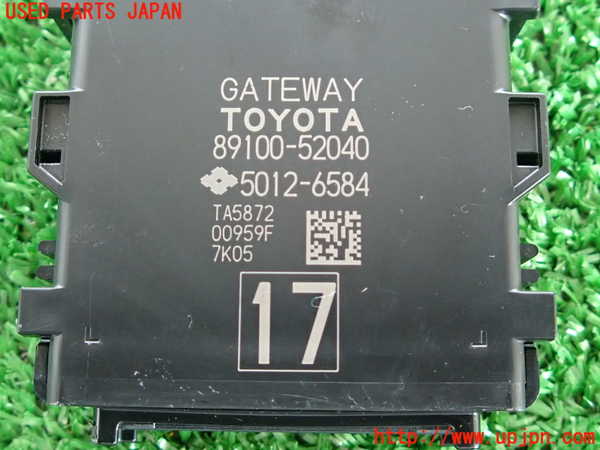 USED PARTS JAPAN
GATEWAY
TOYOTA
89100-52040
5012-6584
TA5872
00959F
7K05
17
http://www.upjpn.com/